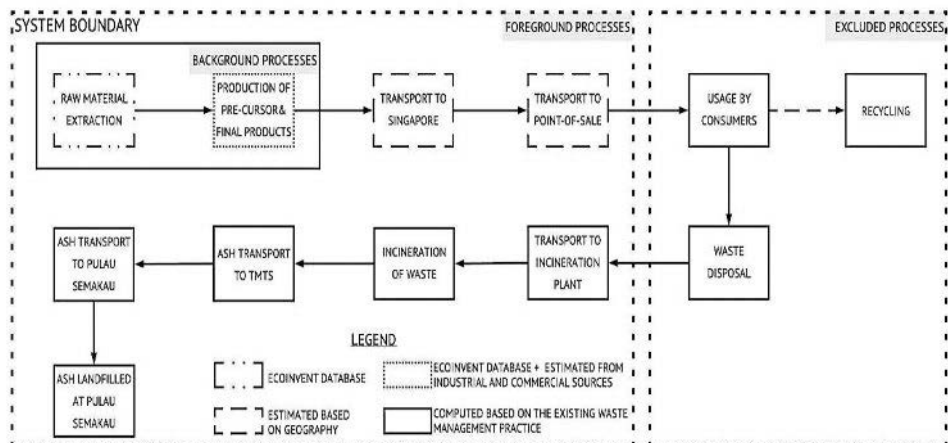 SYSTEM BOUNDARY
FOREGROUND PROCESSES
EXCLUDED PROCESSES
BACKGROUND PROCESSES
RAW MATERIAL
EXTRACTION
PRODUCTION OF
PRE-CURSOR&
FINAL PRODUCTS
TRANSPORT TO
SINGAPORE
TRANSPORT TO
POINT-OF-SALE
USAGE BY
CONSUMERS
RECYCLING
ASH TRANSPORT
TO PULAU
SEMAKAU
ASH TRANSPORT
TO TMTS
INCINERATION
OF WASTE
TRANSPORT TO
INCINERATION
PLANT
WASTE
DISPOSAL
ASH LANDFILLED
AT PULAU
SEMAKAU
LEGEND
ECOINVENT DATABASE
ECOINVENT DATABASE + ESTIMATED FROM
INDUSTRIAL AND COMMERCIAL SOURCES
ESTIMATED BASED
ON GEOGRAPHY
COMPUTED BASED ON THE EXISTING WASTE
MANAGEMENT PRACTICE